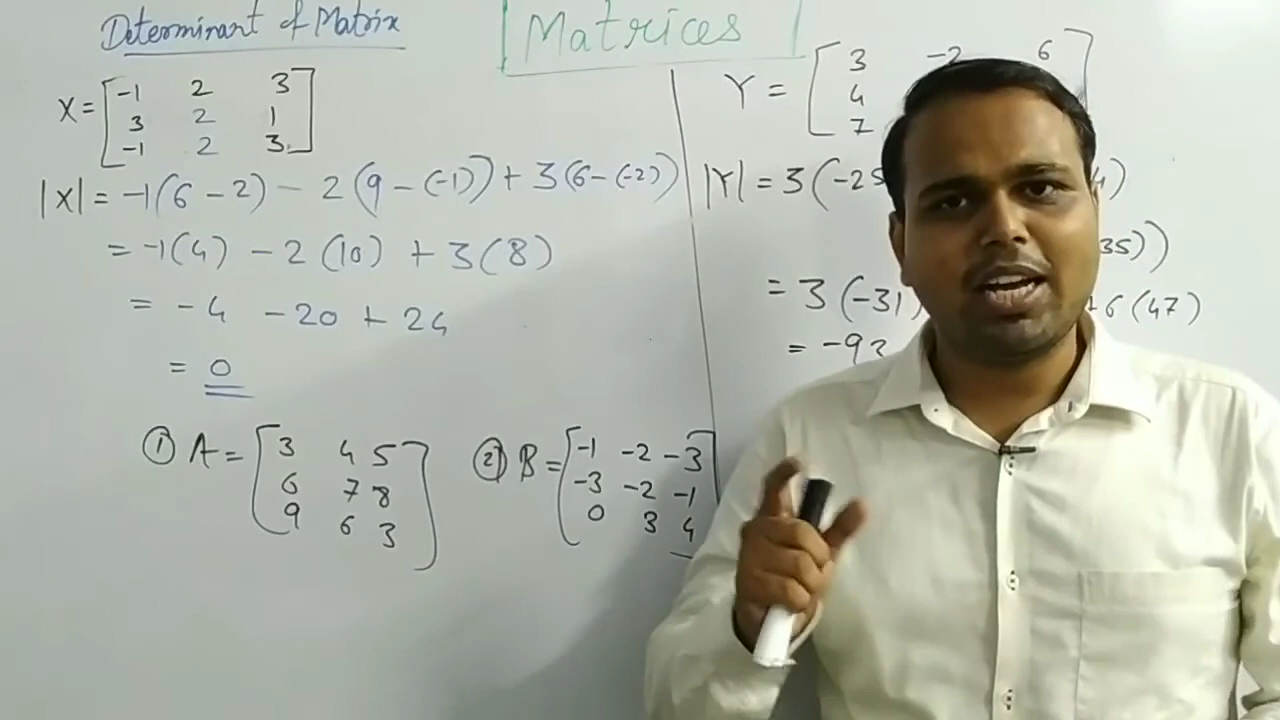 Determinant of Matrix
Matrices
X = [-1 2 3
3 2 1
-1 2 3]
|X| = -1(6-2) - 2(9-(-1)) + 3(6-(-2))
= -1(4) - 2(10) + 3(8)
= -4 -20 + 24
= 0
① A = [3 4 5
6 7 8
9 6 3]
② B = [-1 -2 -3
-3 -2 -1
0 3 4]
Y = [3 -2 6
4
7
|Y| = 3(-25
35))
= 3(-31) +6(47)
= -93